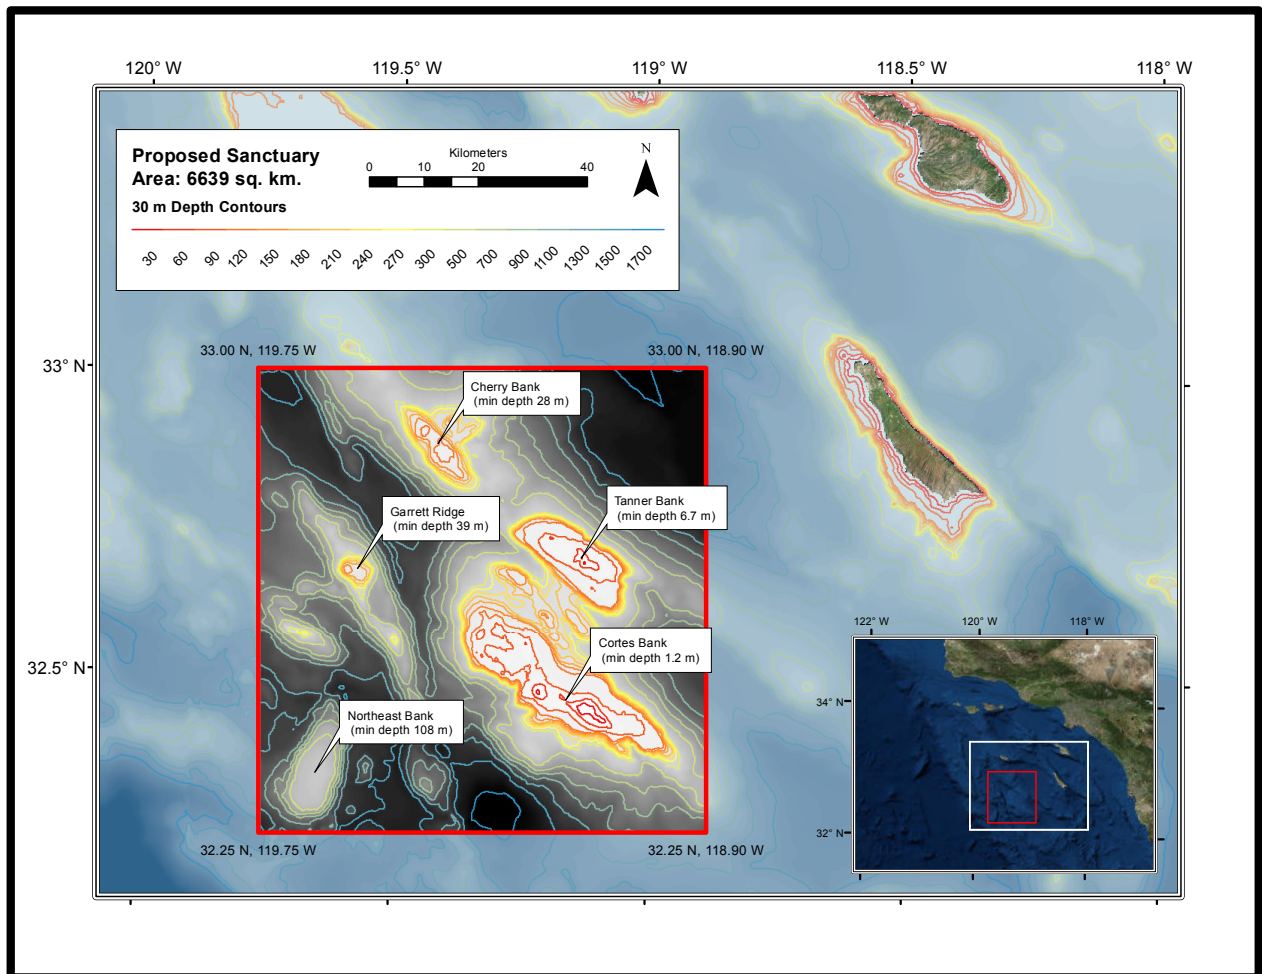 120° W
119.5° W
119° W
118.5° W
118° W
Proposed Sanctuary
Area: 6639 sq. km.
Kilometers
0 10 20 40
N
30 m Depth Contours
30 60 90 120 150 180 210 240 270 300 500 700 900 1100 1300 1500 1700
33.00 N, 119.75 W
33.00 N, 118.90 W
33° N
Cherry Bank
(min depth 28 m)
Tanner Bank
(min depth 6.7 m)
Garrett Ridge
(min depth 39 m)
Cortes Bank
(min depth 1.2 m)
32.5° N
Northeast Bank
(min depth 108 m)
32.25 N, 119.75 W
32.25 N, 118.90 W
122° W
120° W
118° W
34° N
32° N